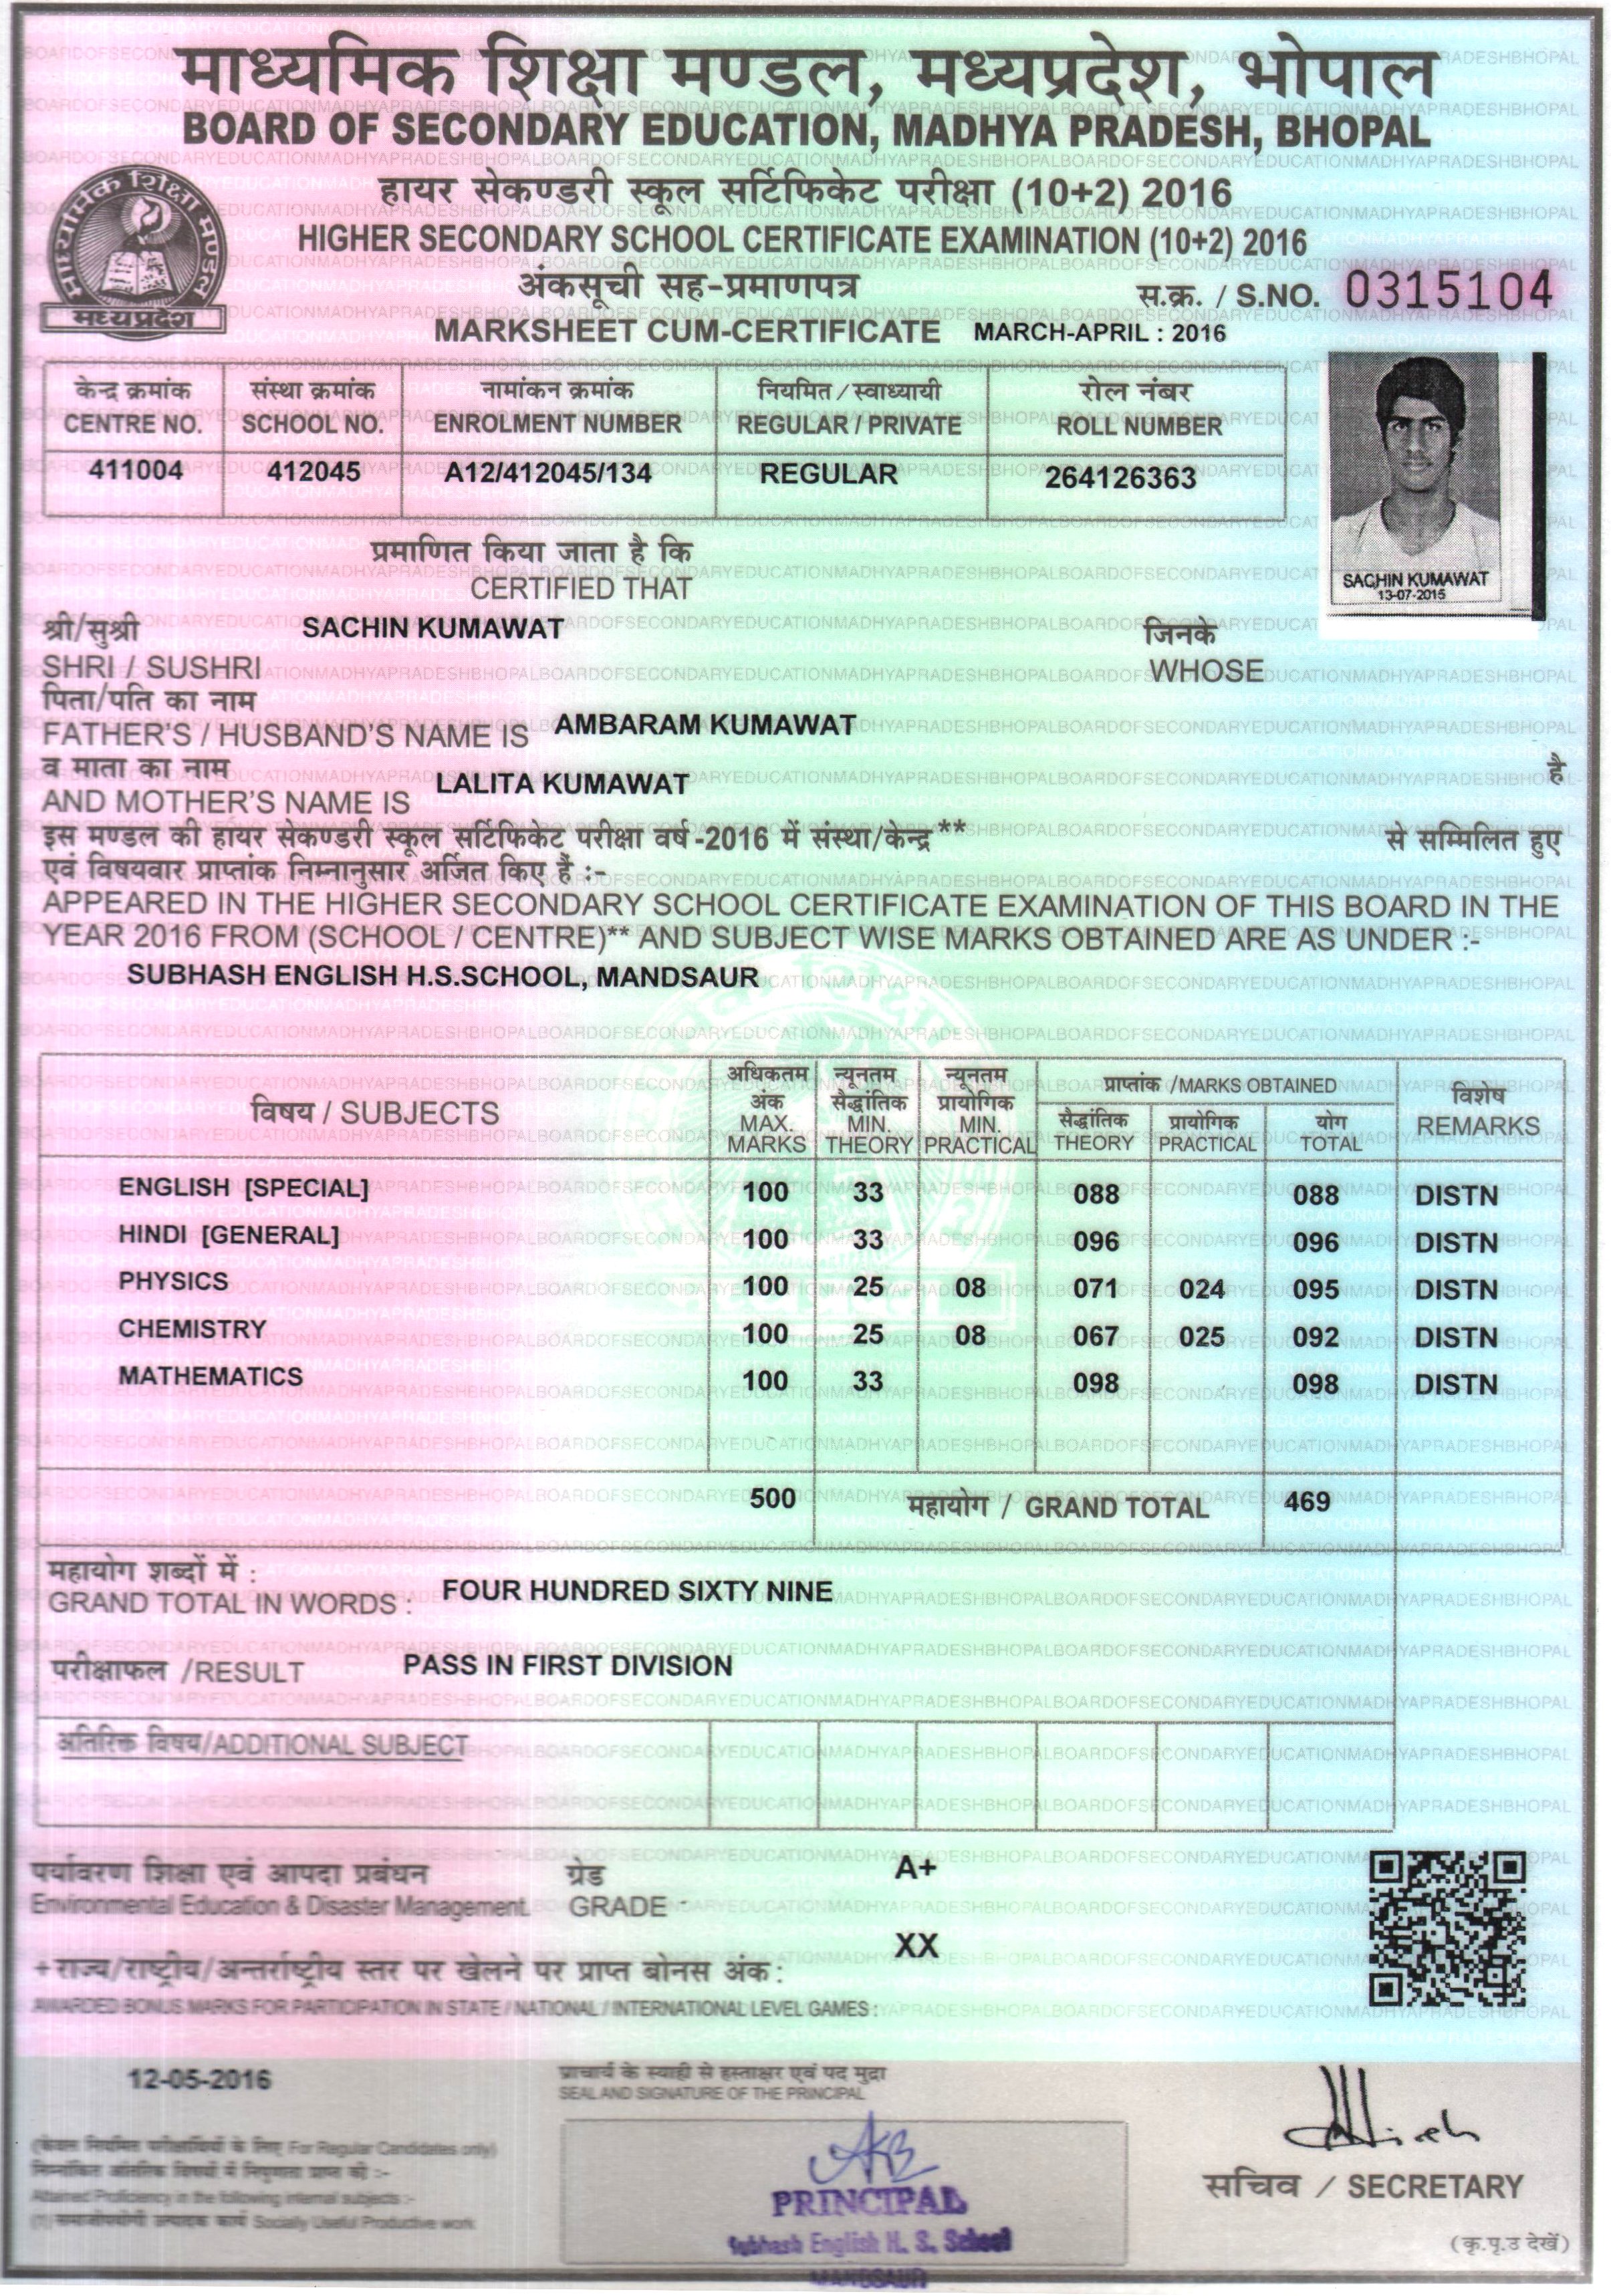 माध्यमिक शिक्षा मण्डल, मध्यप्रदेश, भोपाल
BOARD OF SECONDARY EDUCATION, MADHYA PRADESH, BHOPAL
हायर सेकण्डरी स्कूल सर्टिफिकेट परीक्षा (10+2) 2016
HIGHER SECONDARY SCHOOL CERTIFICATE EXAMINATION (10+2) 2016
अंकसूची सह-प्रमाणपत्र
स.क्र. / S.NO. 0315104
MARKSHEET CUM-CERTIFICATE MARCH-APRIL : 2016
माध्यमिक शिक्षा मण्डल
मध्यप्रदेश
केन्द्र क्रमांक संस्था क्रमांक नामांकन क्रमांक नियमित / स्वाध्यायी रोल नंबर
CENTRE NO. SCHOOL NO. ENROLMENT NUMBER REGULAR / PRIVATE ROLL NUMBER
411004 412045 A12/412045/134 REGULAR 264126363
SACHIN KUMAWAT
13-07-2015
प्रमाणित किया जाता है कि
CERTIFIED THAT
श्री/सुश्री SACHIN KUMAWAT जिनके
SHRI / SUSHRI WHOSE
पिता/पति का नाम
FATHER'S / HUSBAND'S NAME IS AMBARAM KUMAWAT
व माता का नाम है
AND MOTHER'S NAME IS LALITA KUMAWAT
इस मण्डल की हायर सेकण्डरी स्कूल सर्टिफिकेट परीक्षा वर्ष -2016 में संस्था/केन्द्र** से सम्मिलित हुए
एवं विषयवार प्राप्तांक निम्नानुसार अर्जित किए है :-
APPEARED IN THE HIGHER SECONDARY SCHOOL CERTIFICATE EXAMINATION OF THIS BOARD IN THE
YEAR 2016 FROM (SCHOOL / CENTRE)** AND SUBJECT WISE MARKS OBTAINED ARE AS UNDER :-
SUBHASH ENGLISH H.S.SCHOOL, MANDSAUR
विषय / SUBJECTS
अधिकतम अंक MAX. MARKS
न्यूनतम सैद्धांतिक MIN. THEORY
न्यूनतम प्रायोगिक MIN. PRACTICAL
प्राप्तांक /MARKS OBTAINED
सैद्धांतिक THEORY
प्रायोगिक PRACTICAL
योग TOTAL
विशेष REMARKS
ENGLISH [SPECIAL] 100 33 088 088 DISTN
HINDI [GENERAL] 100 33 096 096 DISTN
PHYSICS 100 25 08 071 024 095 DISTN
CHEMISTRY 100 25 08 067 025 092 DISTN
MATHEMATICS 100 33 098 098 DISTN
500 महायोग / GRAND TOTAL 469
महायोग शब्दों में :
GRAND TOTAL IN WORDS : FOUR HUNDRED SIXTY NINE
परीक्षाफल /RESULT PASS IN FIRST DIVISION
अतिरिक्त विषय/ADDITIONAL SUBJECT
पर्यावरण शिक्षा एवं आपदा प्रबंधन ग्रेड A+
Environmental Education & Disaster Management. GRADE :
XX
+राज्य/राष्ट्रीय/अन्तर्राष्ट्रीय स्तर पर खेलने पर प्राप्त बोनस अंक :
AWARDED BONUS MARKS FOR PARTICIPATION IN STATE / NATIONAL / INTERNATIONAL LEVEL GAMES :
12-05-2016
प्राचार्य के स्याही से हस्ताक्षर एवं पद मुद्रा
SEAL AND SIGNATURE OF THE PRINCIPAL
(केवल नियमित परीक्षार्थियों के लिए For Regular Candidates only)
निम्नांकित आंतरिक विषयों में निपुणता प्राप्त की :-
Attained Proficiency in the following internal subjects :-
(1) समाजोपयोगी उत्पादक कार्य Socially Useful Productive work
PRINCIPAL
Subhash English H. S. School
MANDSAUR
सचिव / SECRETARY
(कृ.पृ.उ देखें)